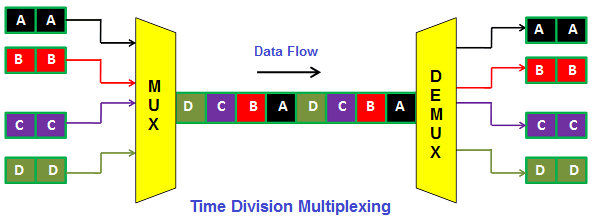 A A
B B
C C
D D
MUX
Data Flow
D C B A D C B A
DEMUX
A A
B B
C C
D D
Time Division Multiplexing